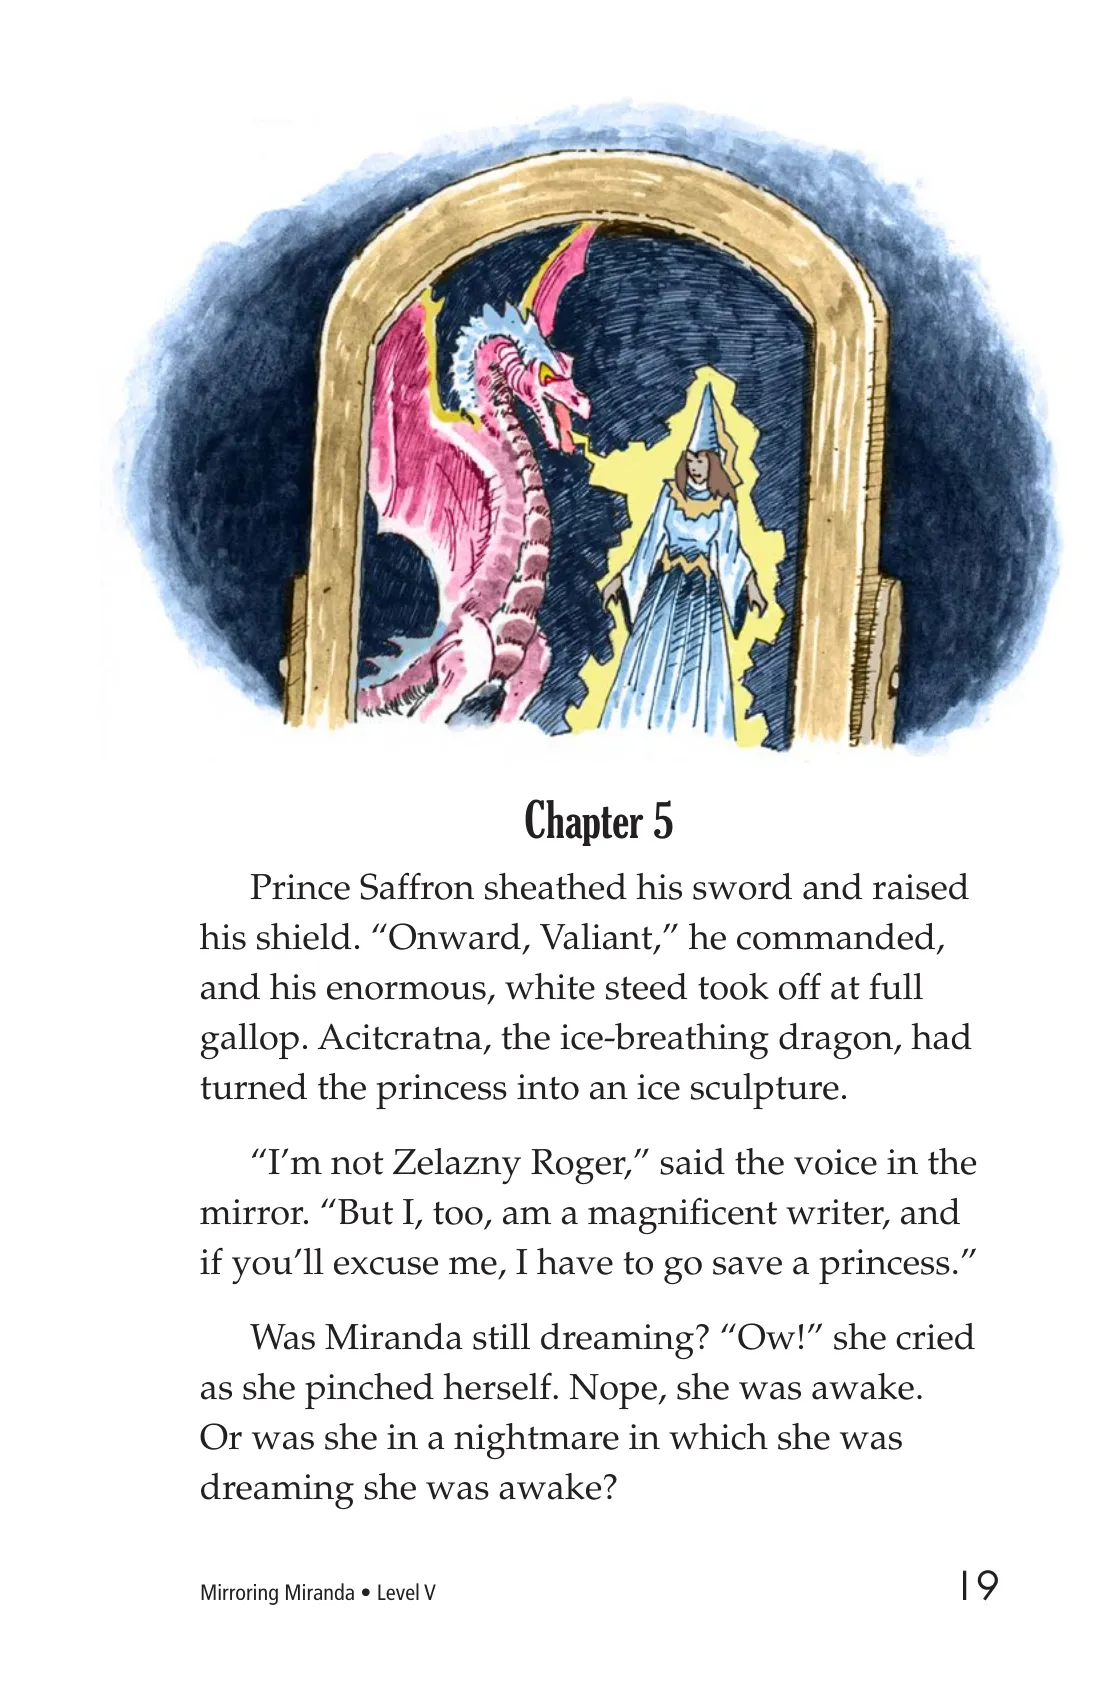 Chapter 5
Prince Saffron sheathed his sword and raised
his shield. “Onward, Valiant,” he commanded,
and his enormous, white steed took off at full
gallop. Acitcratna, the ice-breathing dragon, had
turned the princess into an ice sculpture.
“I’m not Zelazny Roger,” said the voice in the
mirror. “But I, too, am a magnificent writer, and
if you’ll excuse me, I have to go save a princess.”
Was Miranda still dreaming? “Ow!” she cried
as she pinched herself. Nope, she was awake.
Or was she in a nightmare in which she was
dreaming she was awake?
Mirroring Miranda • Level V
19